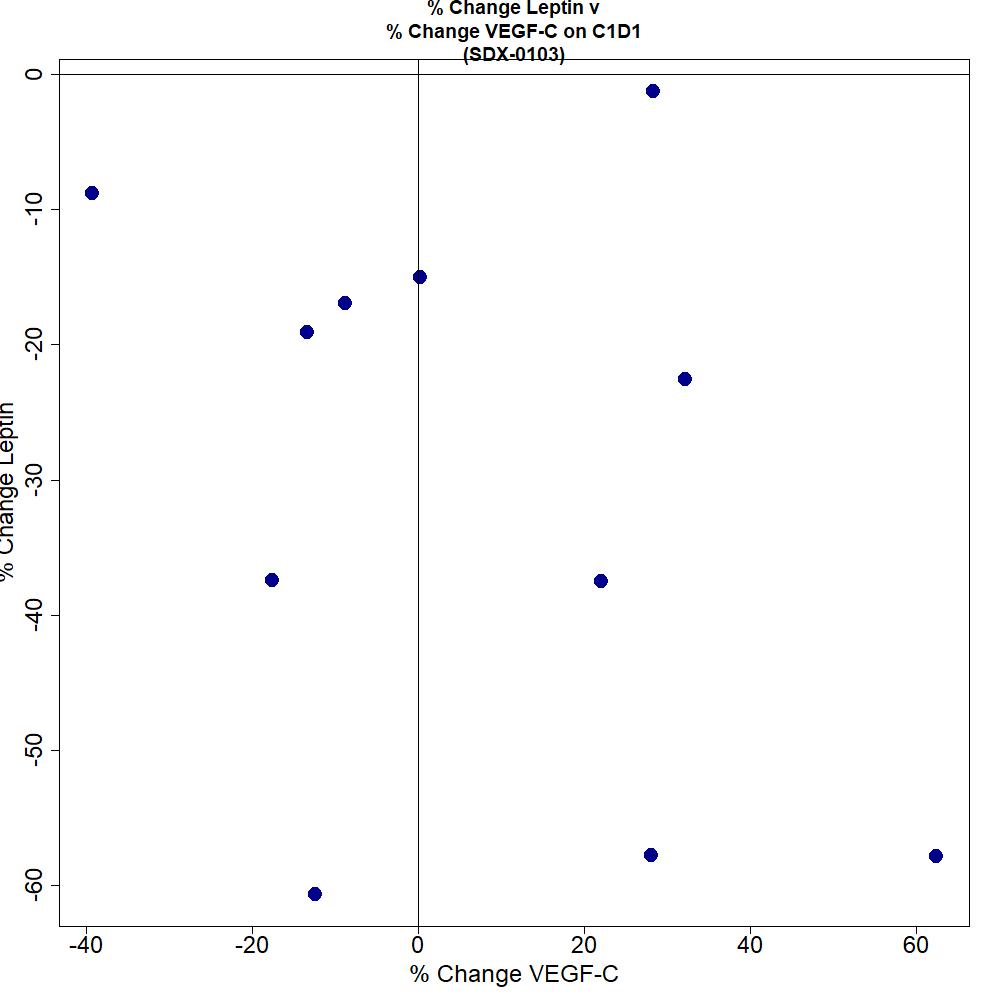 % Change Leptin v
% Change VEGF-C on C1D1
(SDX-0103)
0
-10
-20
-30
-40
-50
-60
% Change Leptin
-40
-20
0
20
40
60
% Change VEGF-C